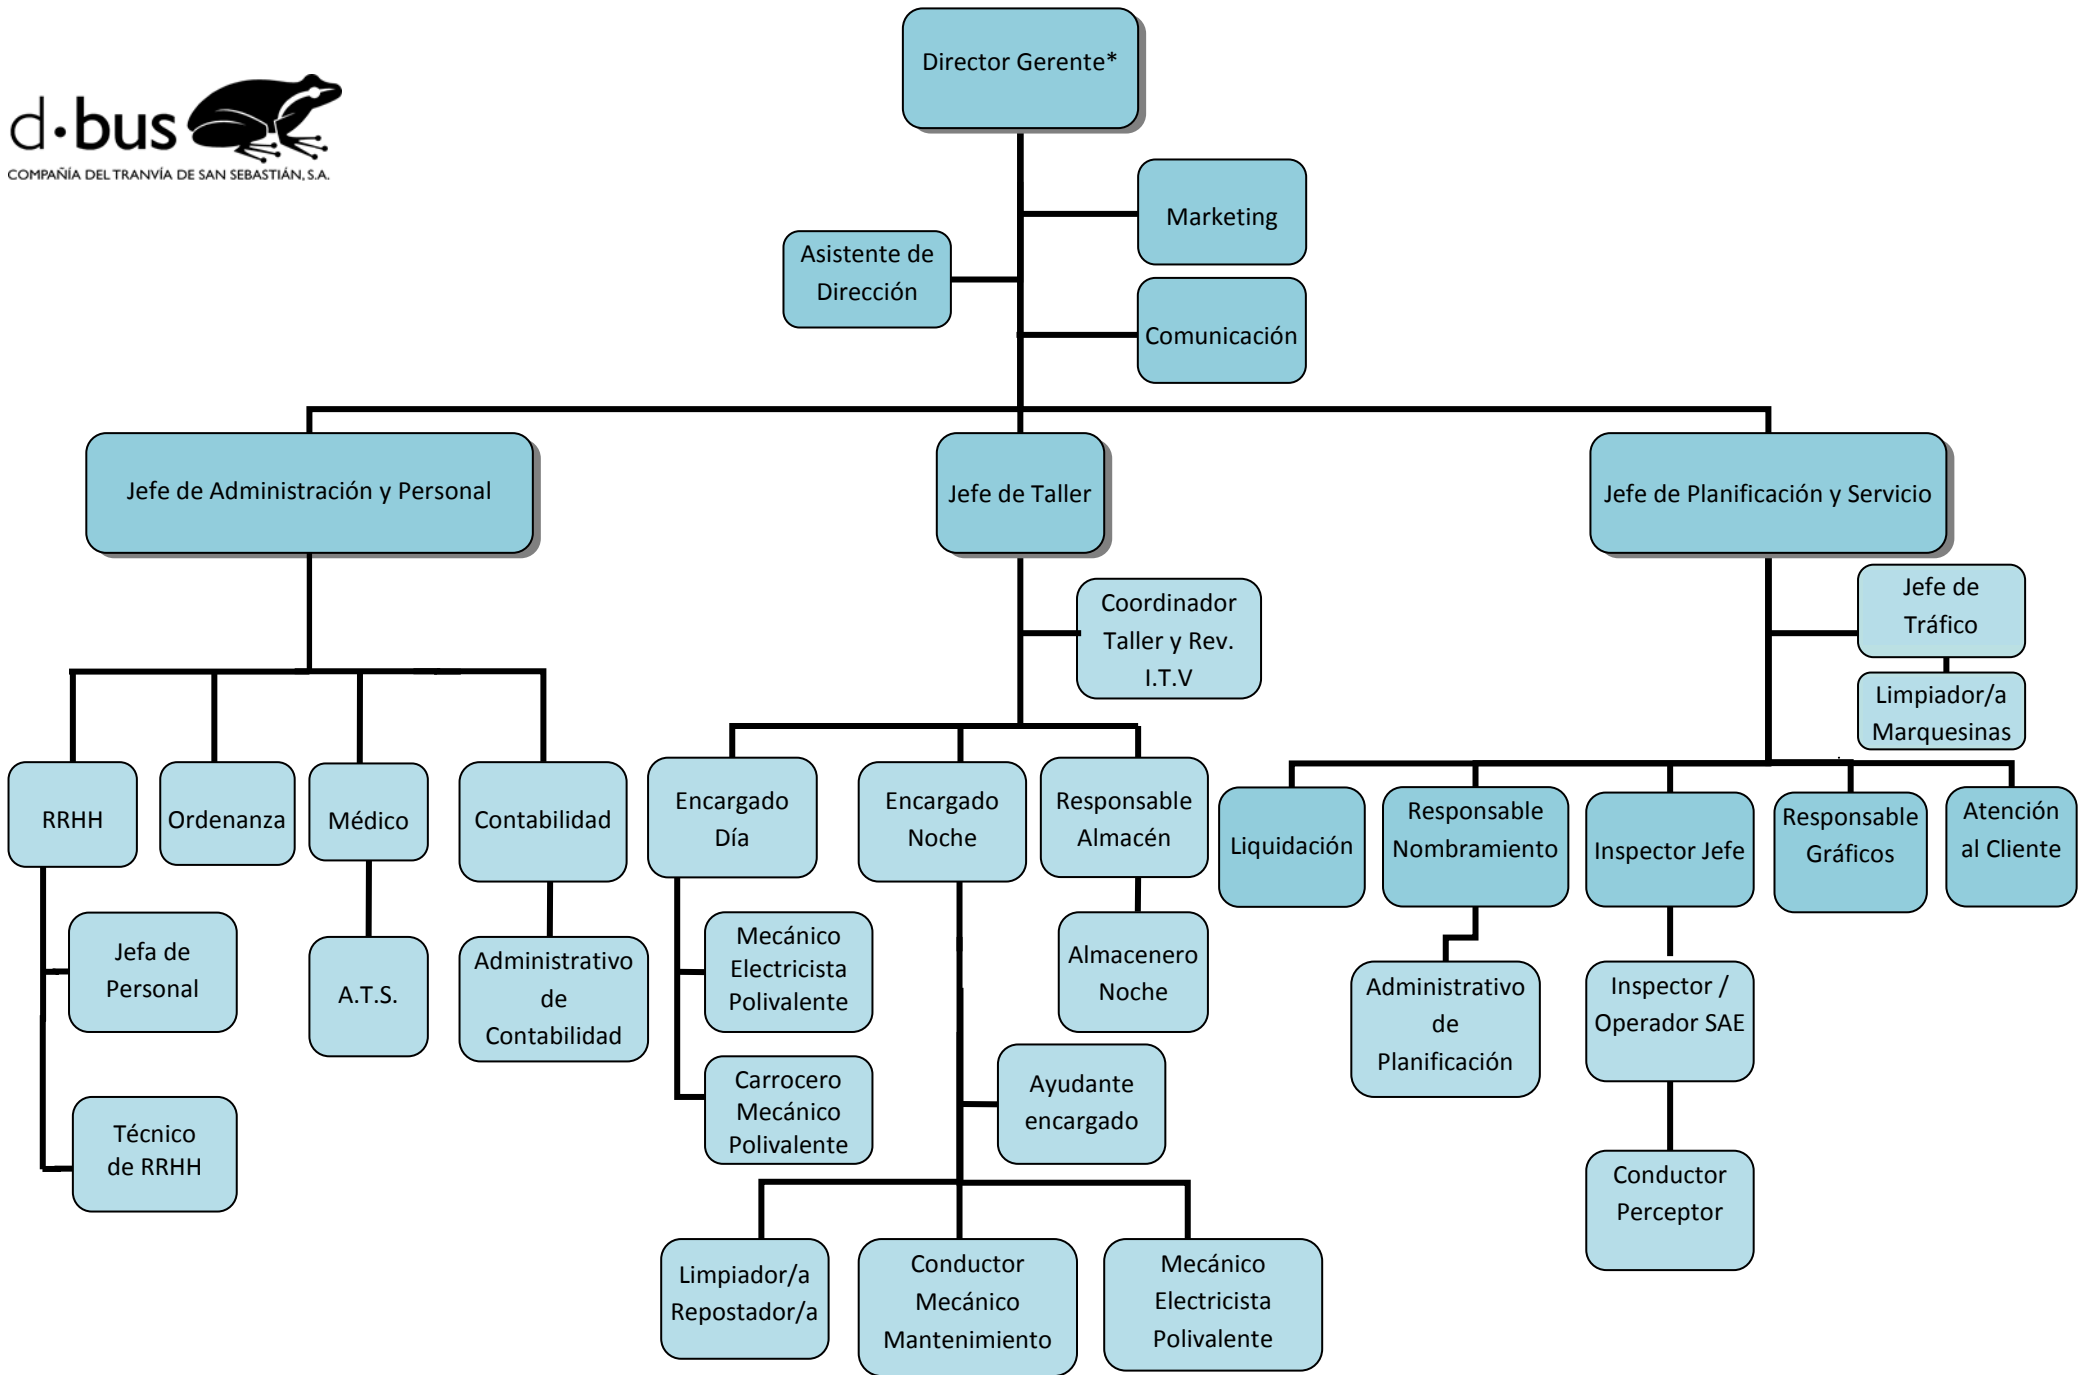 Director Gerente*
d·bus
COMPAÑÍA DEL TRANVÍA DE SAN SEBASTIÁN, S.A.
Marketing
Asistente de
Dirección
Comunicación
Jefe de Administración y Personal
Jefe de Taller
Jefe de Planificación y Servicio
Coordinador
Taller y Rev.
I.T.V
Jefe de
Tráfico
Limpiador/a
Marquesinas
RRHH
Ordenanza
Médico
Contabilidad
Encargado
Día
Encargado
Noche
Responsable
Almacén
Liquidación
Responsable
Nombramiento
Inspector Jefe
Responsable
Gráficos
Atención
al Cliente
Jefa de
Personal
A.T.S.
Administrativo
de
Contabilidad
Mecánico
Electricista
Polivalente
Almacenero
Noche
Administrativo
de
Planificación
Inspector /
Operador SAE
Carrocero
Mecánico
Polivalente
Ayudante
encargado
Técnico
de RRHH
Conductor
Perceptor
Limpiador/a
Repostador/a
Conductor
Mecánico
Mantenimiento
Mecánico
Electricista
Polivalente